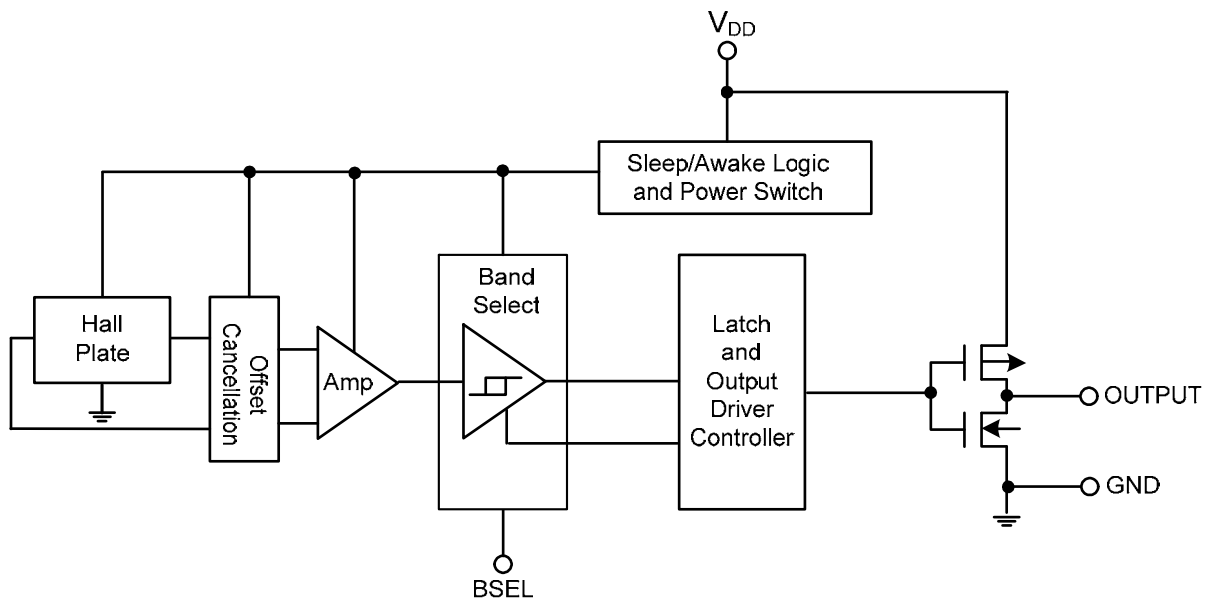 VDD
Sleep/Awake Logic
and Power Switch
Band
Select
Hall
Plate
Offset
Cancellation
Amp
Latch
and
Output
Driver
Controller
OUTPUT
GND
BSEL